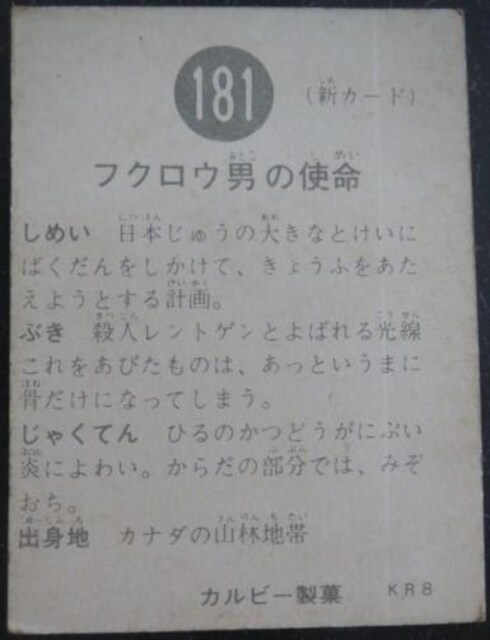 181
(新カード)
フクロウ男の使命
しめい 日本じゅうの大きなとけいに
ばくだんをしかけて、きょうふをあた
えようとする計画。
ぶき 殺人レントゲンとよばれる光線
これをあびたものは、あっというまに
骨だけになってしまう。
じゃくてん ひるのかつどうがにぶい
炎によわい。からだの部分では、みぞ
おち。
出身地 カナダの山林地帯
カルビー製菓 KR8